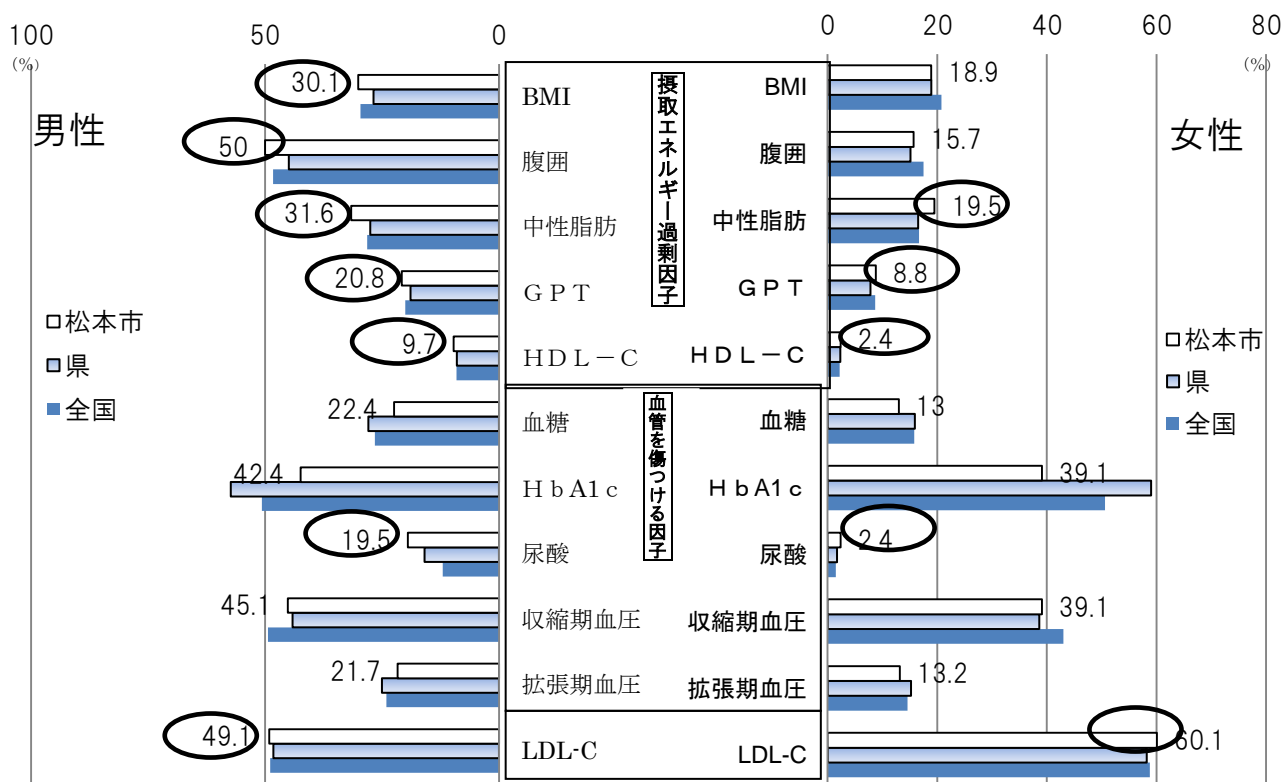 100 50 0 0 20 40 60 80
(%) (%)
男性
女性
摂取エネルギー過剰因子
血管を傷つける因子
30.1 BMI BMI 18.9
50 腹囲 腹囲 15.7
31.6 中性脂肪 中性脂肪 19.5
20.8 ＧＰＴ ＧＰＴ 8.8
9.7 ＨＤＬ－Ｃ ＨＤＬ－Ｃ 2.4
22.4 血糖 血糖 13
42.4 ＨｂA1ｃ ＨｂA1ｃ 39.1
19.5 尿酸 尿酸 2.4
45.1 収縮期血圧 収縮期血圧 39.1
21.7 拡張期血圧 拡張期血圧 13.2
49.1 LDL-C LDL-C 60.1
松本市
県
全国
松本市
県
全国